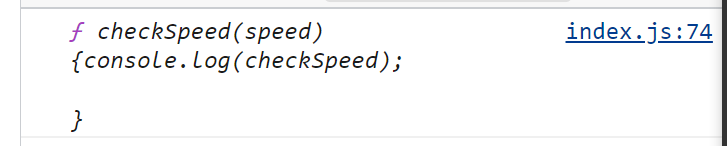 ƒ checkSpeed(speed) index.js:74
{console.log(checkSpeed);
}